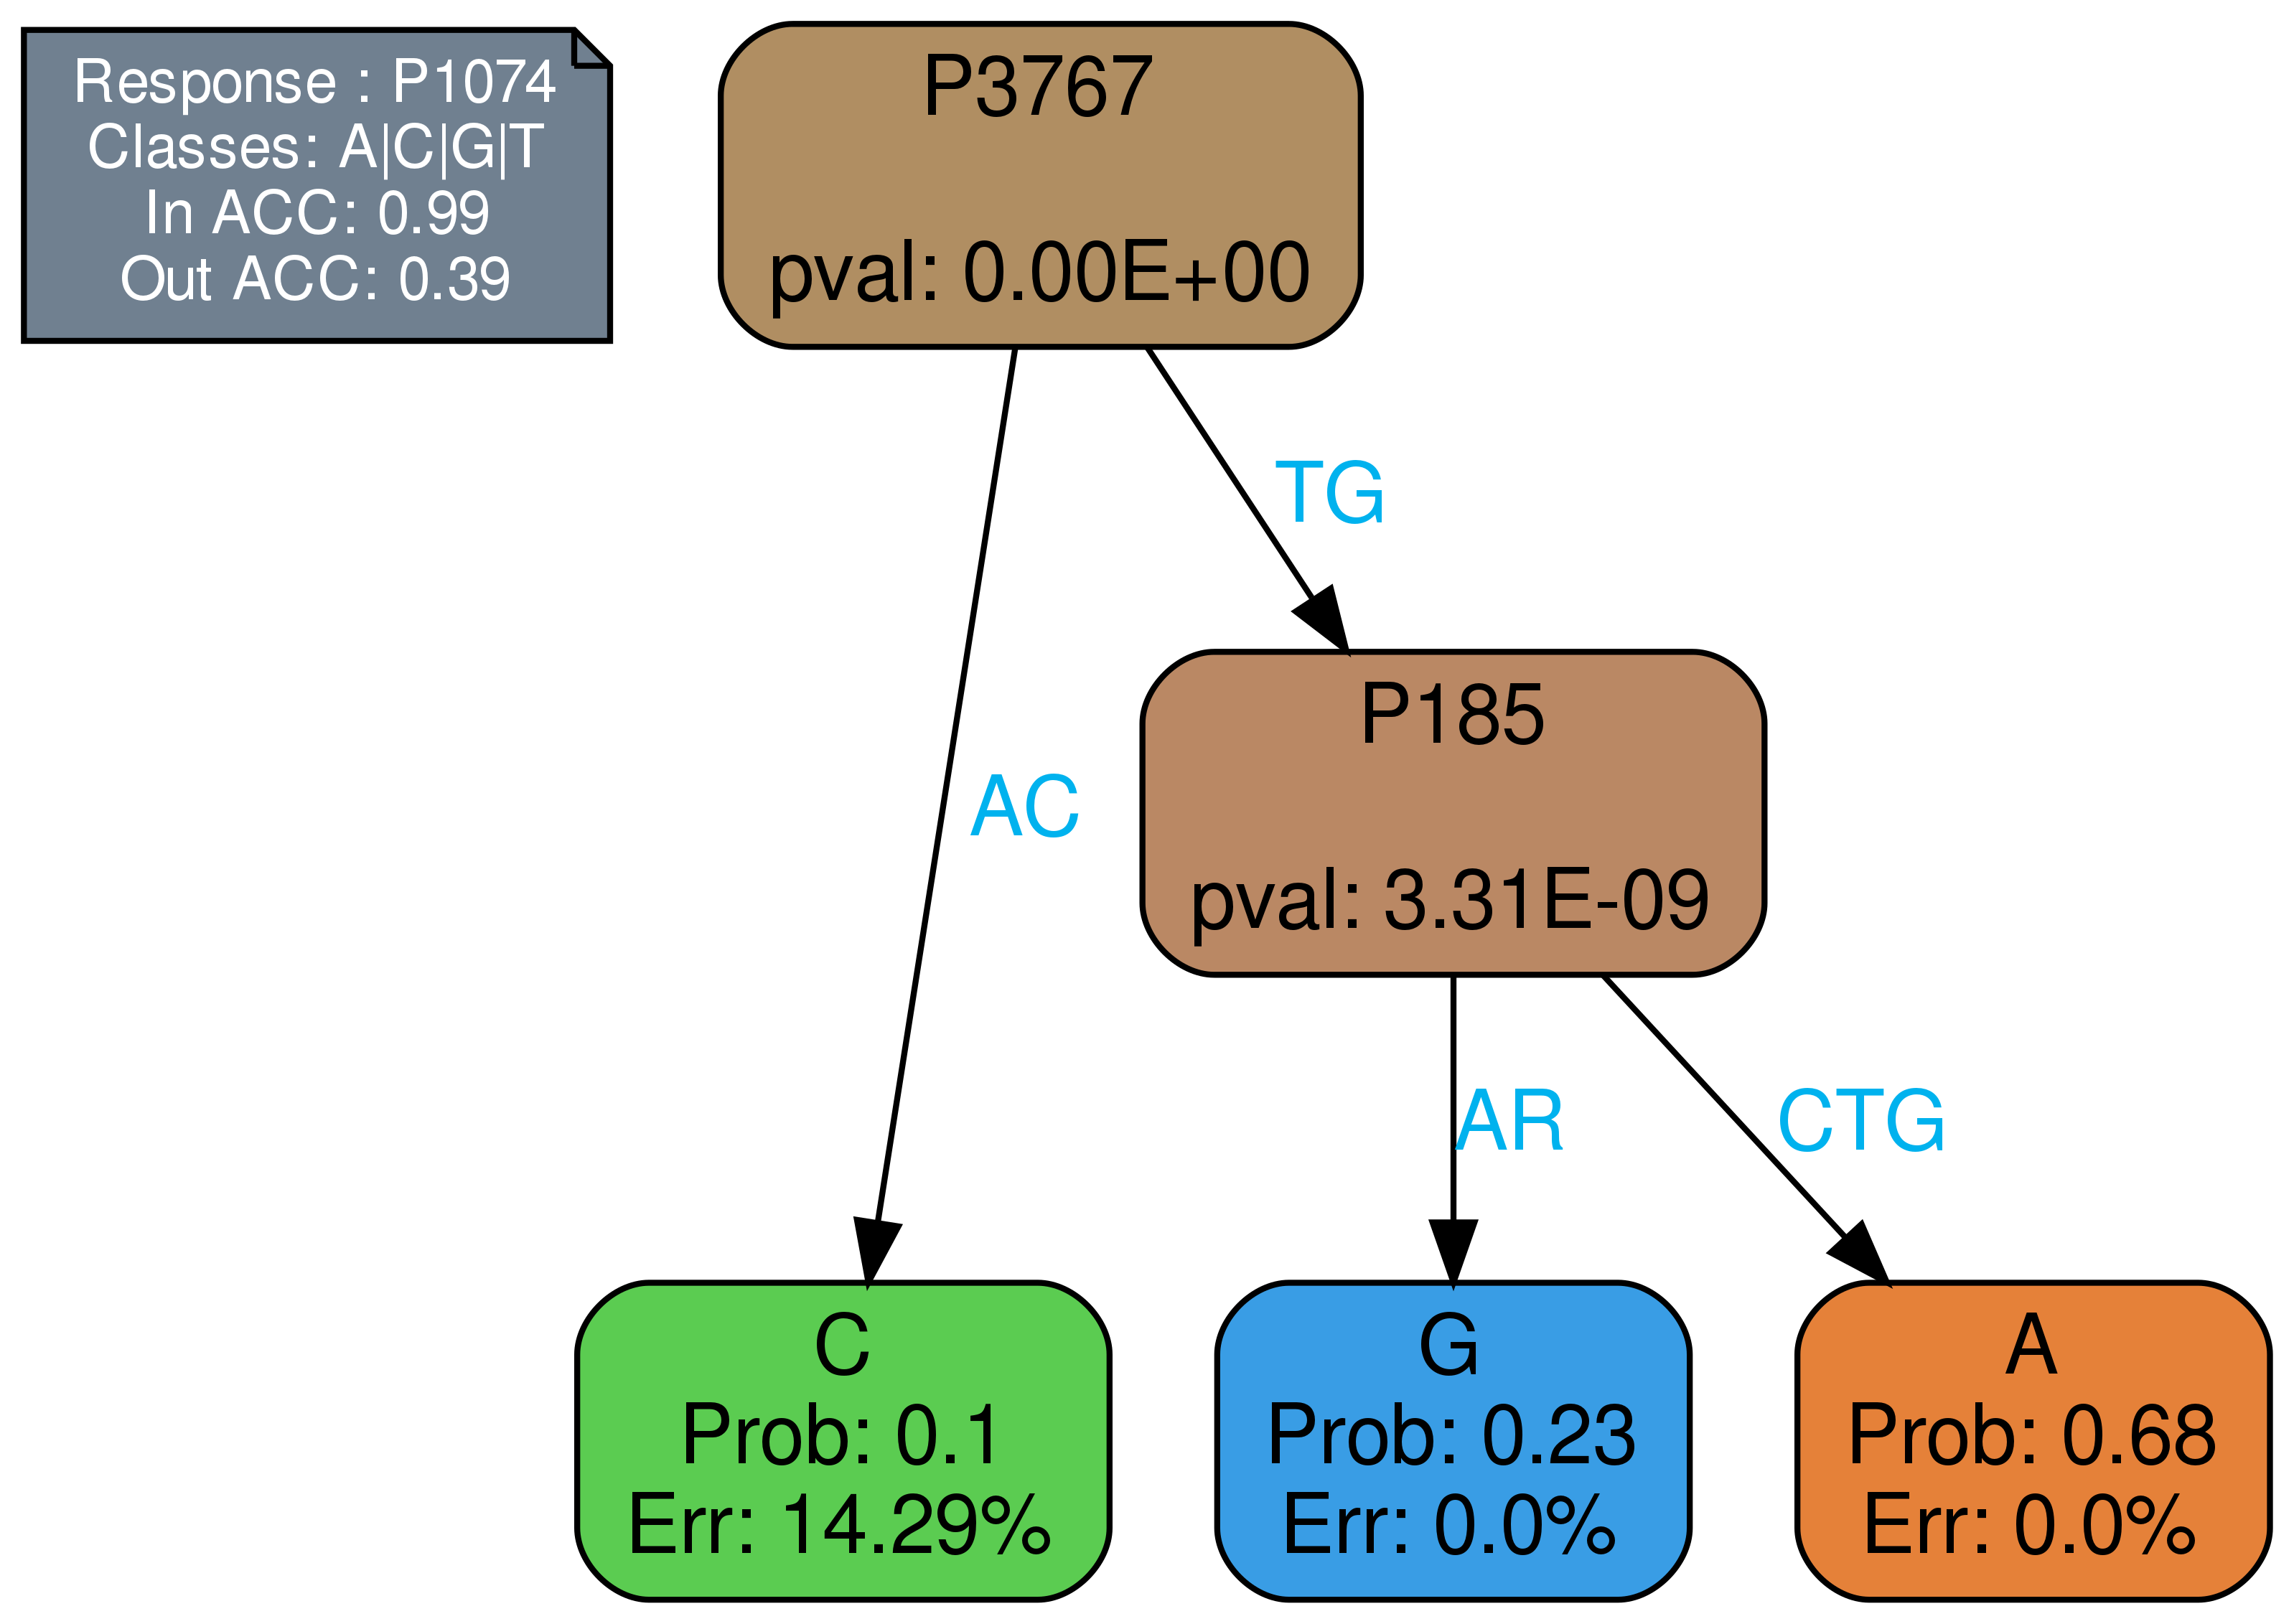 Response : P1074
Classes: A|C|G|T
In ACC: 0.99
Out ACC: 0.39
P3767
pval: 0.00E+00
TG
AC
P185
pval: 3.31E-09
AR
CTG
C
Prob: 0.1
Err: 14.29%
G
Prob: 0.23
Err: 0.0%
A
Prob: 0.68
Err: 0.0%